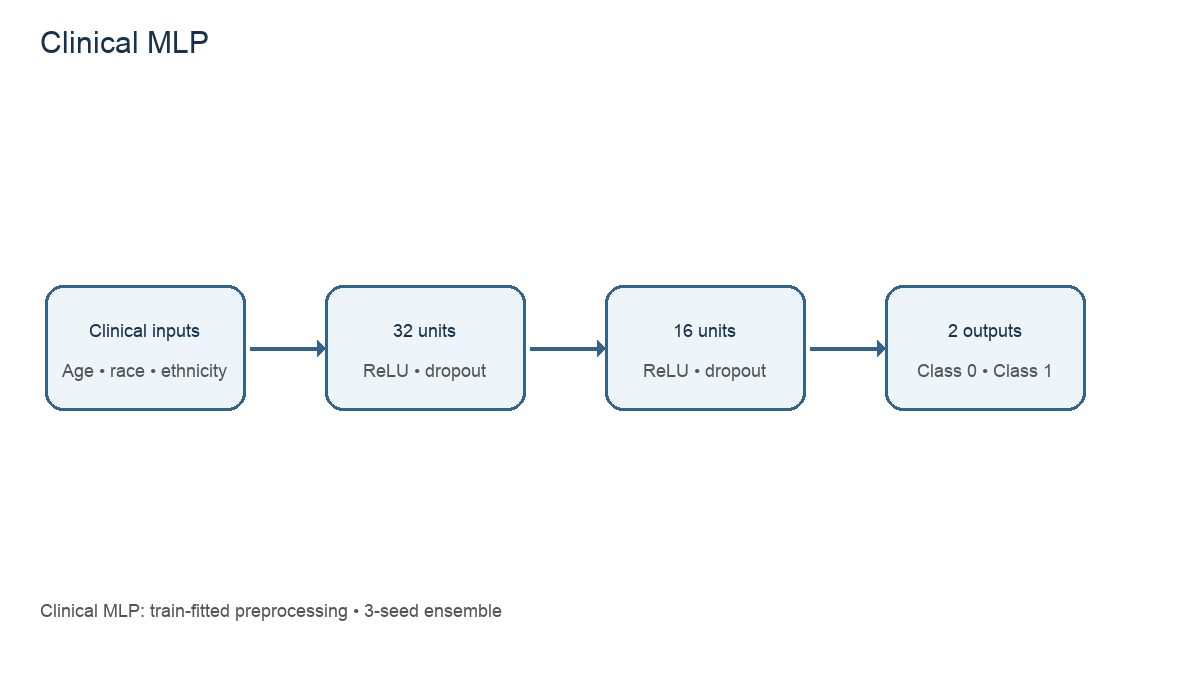 Clinical MLP
Clinical inputs
Age • race • ethnicity
32 units
ReLU • dropout
16 units
ReLU • dropout
2 outputs
Class 0 • Class 1
Clinical MLP: train-fitted preprocessing • 3-seed ensemble